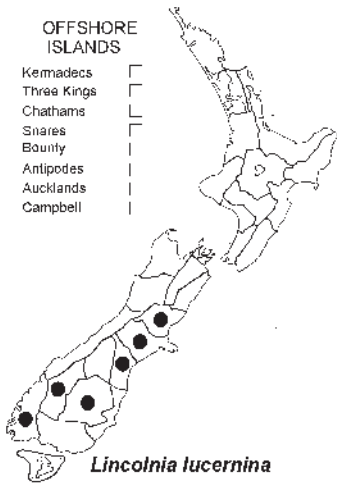 OFFSHORE
ISLANDS
Kermadecs
Three Kings
Chathams
Snares
Bounty
Antipodes
Aucklands
Campbell
Lincolnia lucernina